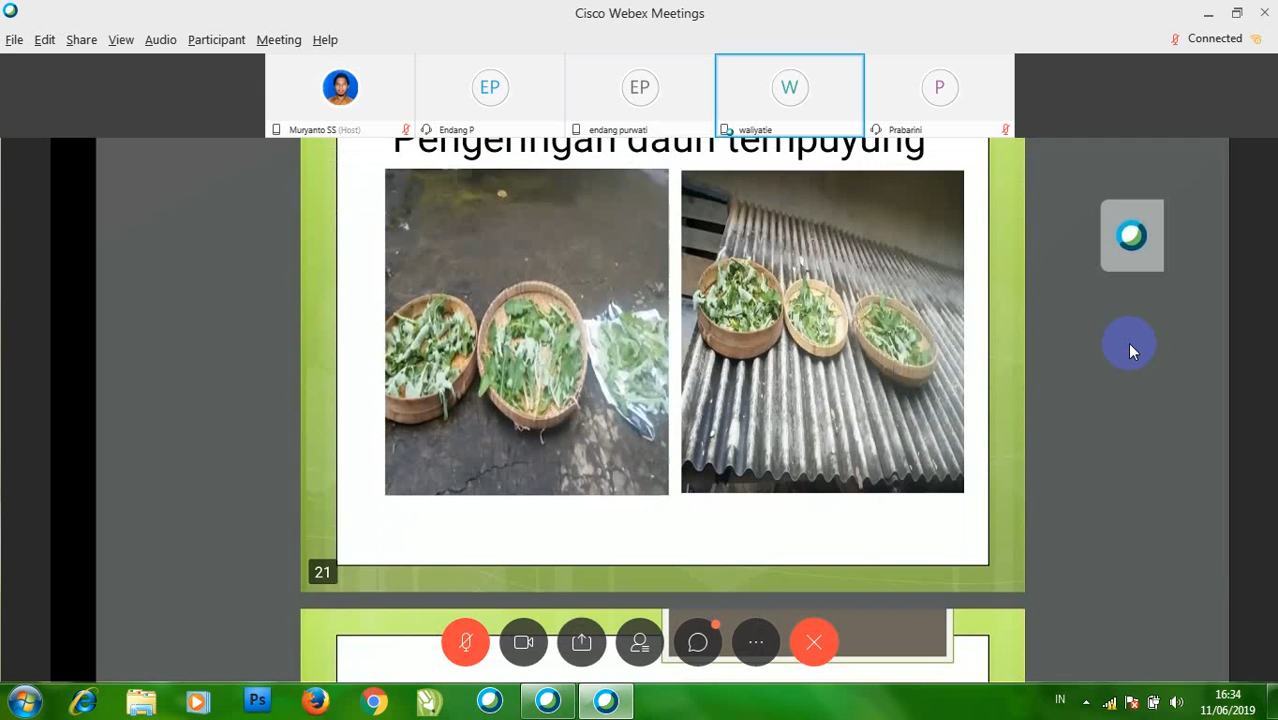 Cisco Webex Meetings
File Edit Share View Audio Participant Meeting Help
Connected
EP EP W P
Muryanto SS (Host) Endang P endang purwati waliyatie Prabarini
Pengeringan daun tempuyung
21
Ps
IN
16:34
11/06/2019